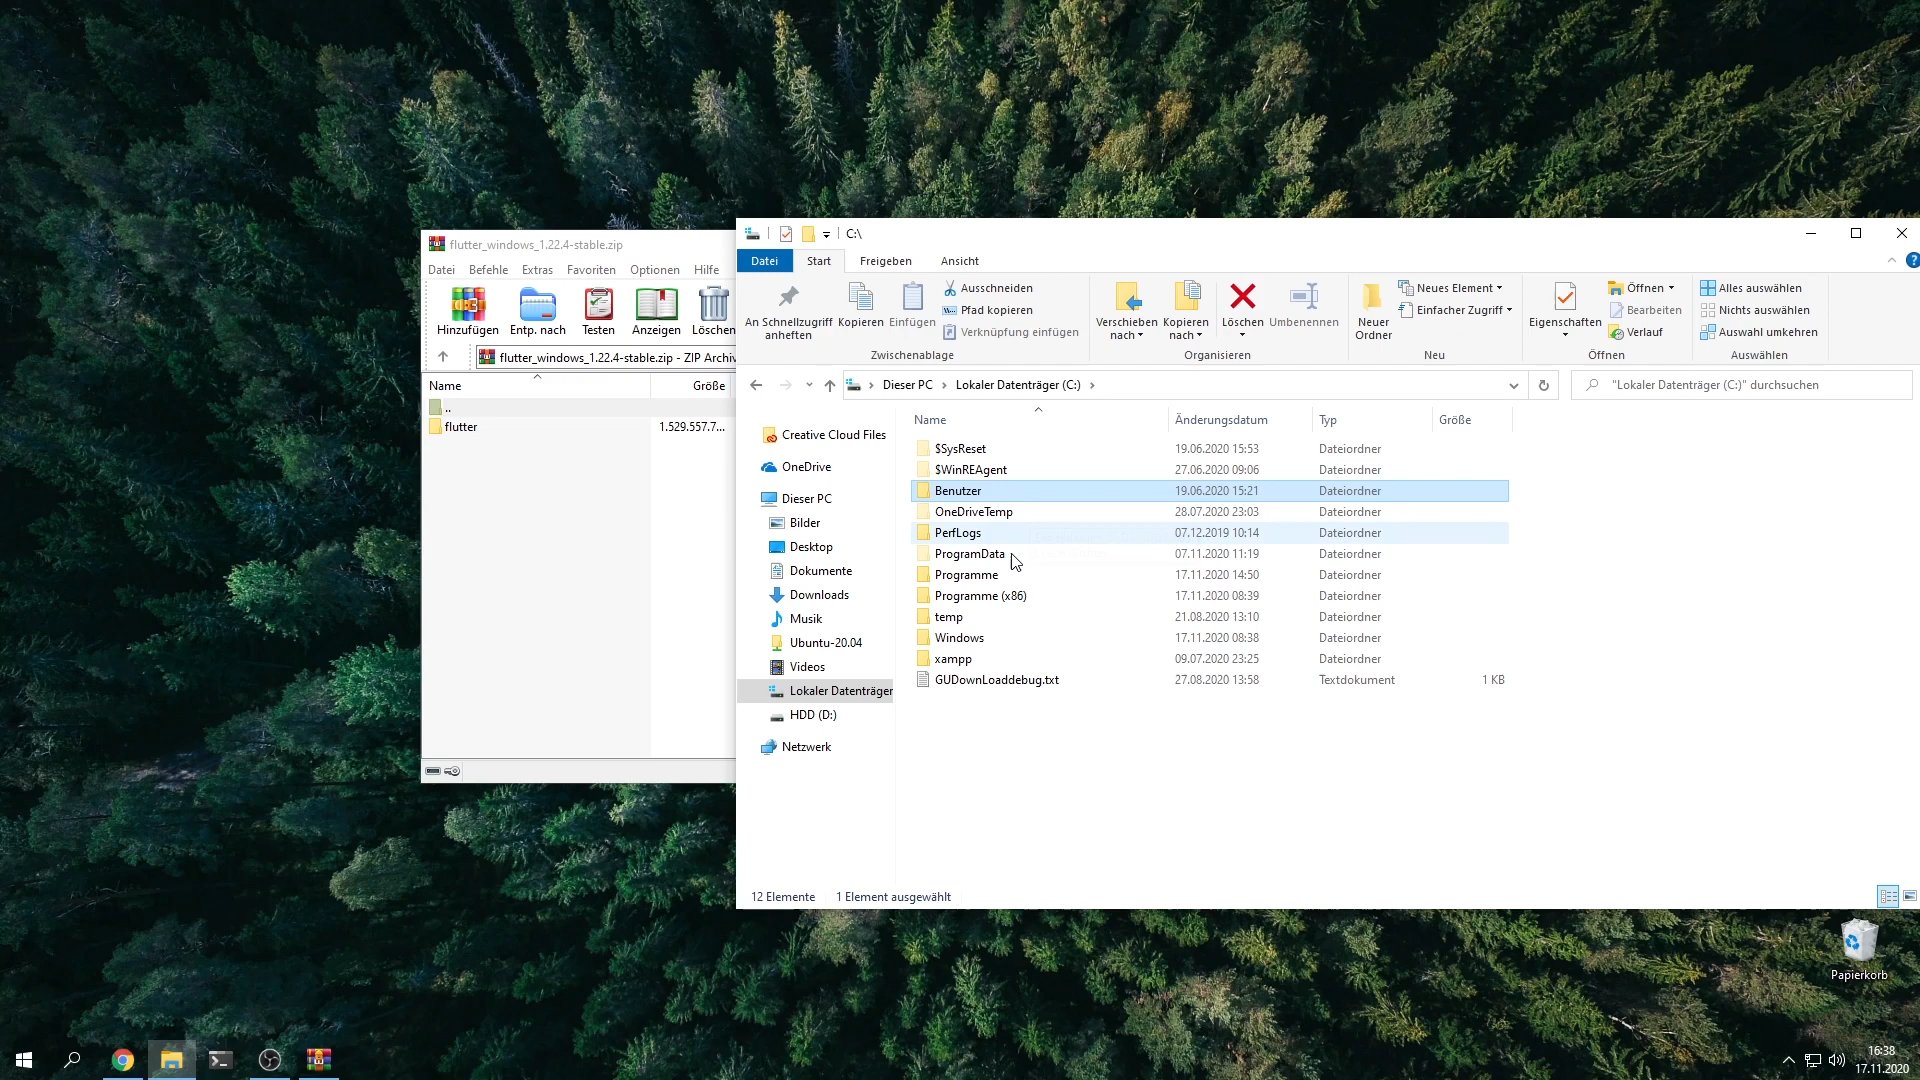 flutter_windows_1.22.4-stable.zip
Datei Befehle Extras Favoriten Optionen Hilfe
Hinzufügen Entp. nach Testen Anzeigen Löschen
flutter_windows_1.22.4-stable.zip - ZIP Archiv
Name Größe
..
flutter 1.529.557.7...
C:\
Datei Start Freigeben Ansicht
An Schnellzugriff anheften
Kopieren
Einfügen
Ausschneiden
Pfad kopieren
Verknüpfung einfügen
Zwischenablage
Verschieben nach
Kopieren nach
Löschen
Umbenennen
Organisieren
Neuer Ordner
Neues Element
Einfacher Zugriff
Neu
Eigenschaften
Öffnen
Bearbeiten
Verlauf
Öffnen
Alles auswählen
Nichts auswählen
Auswahl umkehren
Auswählen
Dieser PC Lokaler Datenträger (C:)
"Lokaler Datenträger (C:)" durchsuchen
Creative Cloud Files
OneDrive
Dieser PC
Bilder
Desktop
Dokumente
Downloads
Musik
Ubuntu-20.04
Videos
Lokaler Datenträger
HDD (D:)
Netzwerk
Name Änderungsdatum Typ Größe
$SysReset 19.06.2020 15:53 Dateiordner
$WinREAgent 27.06.2020 09:06 Dateiordner
Benutzer 19.06.2020 15:21 Dateiordner
OneDriveTemp 28.07.2020 23:03 Dateiordner
PerfLogs 07.12.2019 10:14 Dateiordner
ProgramData 07.11.2020 11:19 Dateiordner
Programme 17.11.2020 14:50 Dateiordner
Programme (x86) 17.11.2020 08:39 Dateiordner
temp 21.08.2020 13:10 Dateiordner
Windows 17.11.2020 08:38 Dateiordner
xampp 09.07.2020 23:25 Dateiordner
GUDownLoaddebug.txt 27.08.2020 13:58 Textdokument 1 KB
12 Elemente 1 Element ausgewählt
Papierkorb
16:38
17.11.2020